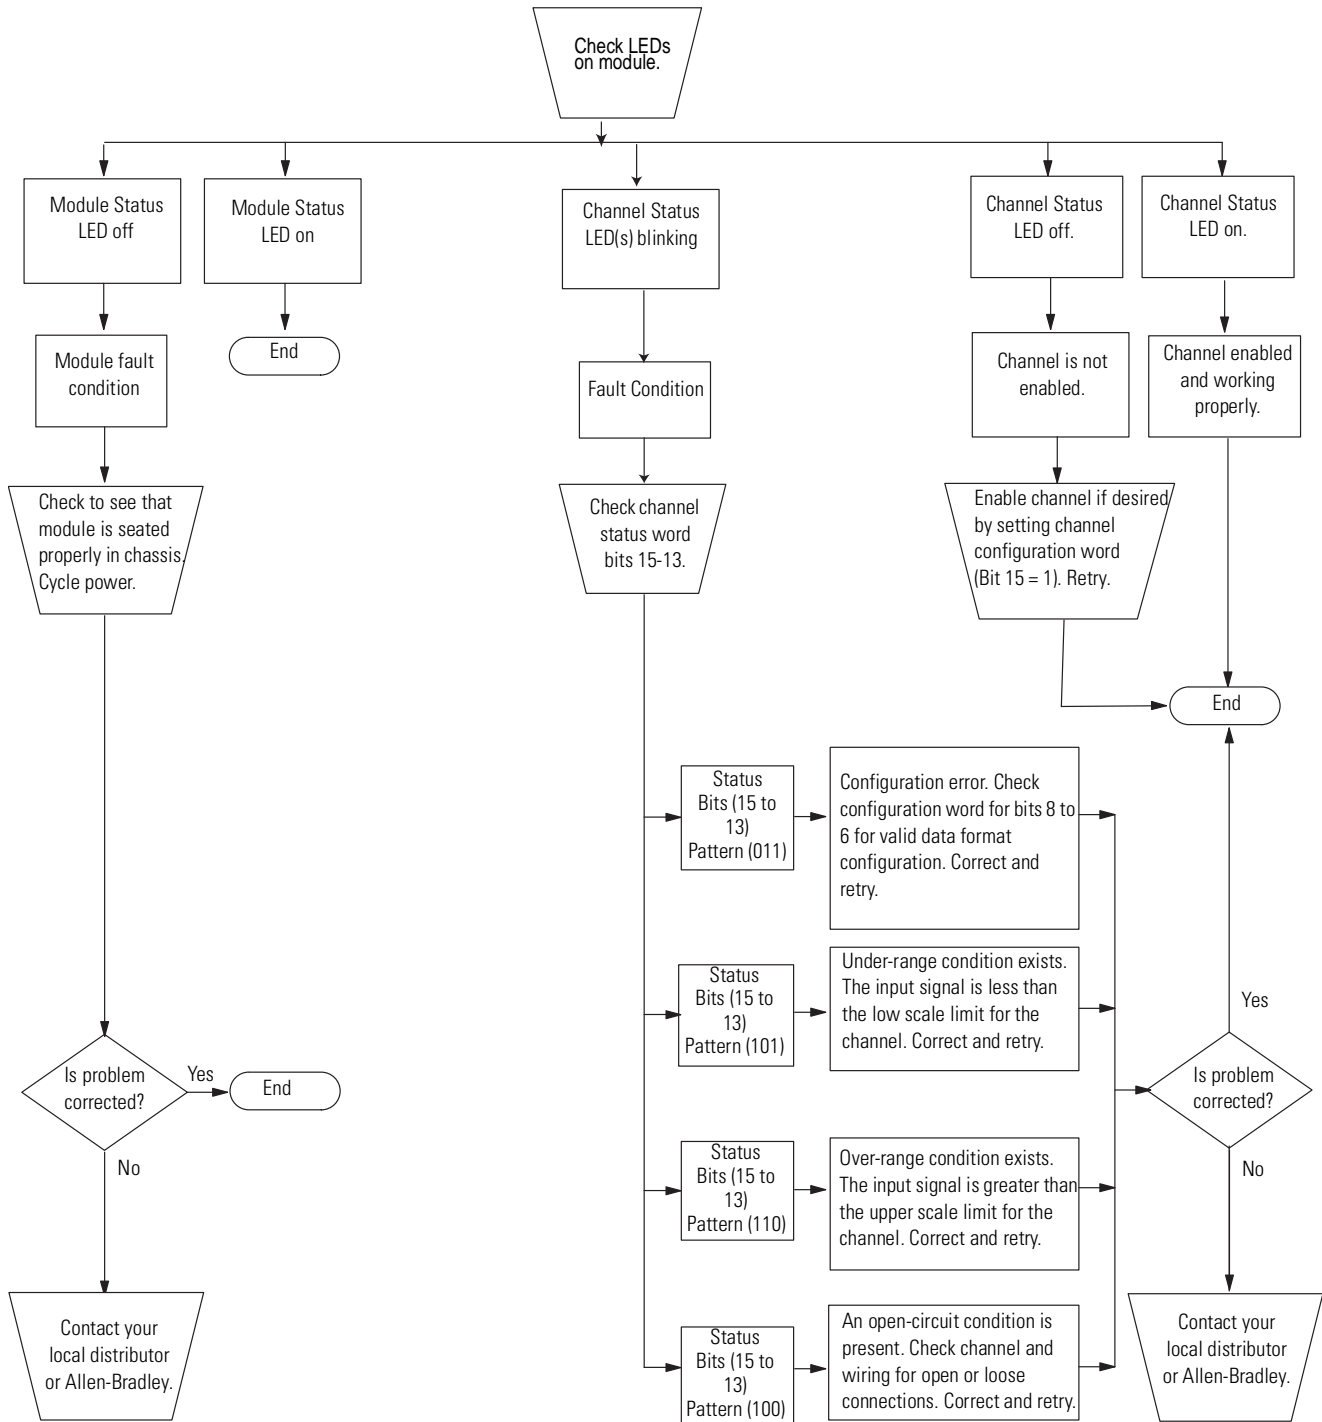 Check LEDs
on module.
Module Status
LED off
Module Status
LED on
Channel Status
LED(s) blinking
Channel Status
LED off.
Channel Status
LED on.
Module fault
condition
End
Fault Condition
Channel is not
enabled.
Channel enabled
and working
properly.
Check to see that
module is seated
properly in chassis.
Cycle power.
Check channel
status word
bits 15-13.
Enable channel if desired
by setting channel
configuration word
(Bit 15 = 1). Retry.
End
Status
Bits (15 to
13)
Pattern (011)
Configuration error. Check
configuration word for bits 8 to
6 for valid data format
configuration. Correct and
retry.
Status
Bits (15 to
13)
Pattern (101)
Under-range condition exists.
The input signal is less than
the low scale limit for the
channel. Correct and retry.
Yes
Is problem
corrected?
Yes
End
Is problem
corrected?
No
Status
Bits (15 to
13)
Pattern (110)
Over-range condition exists.
The input signal is greater than
the upper scale limit for the
channel. Correct and retry.
No
Contact your
local distributor
or Allen-Bradley.
Status
Bits (15 to
13)
Pattern (100)
An open-circuit condition is
present. Check channel and
wiring for open or loose
connections. Correct and retry.
Contact your
local distributor
or Allen-Bradley.